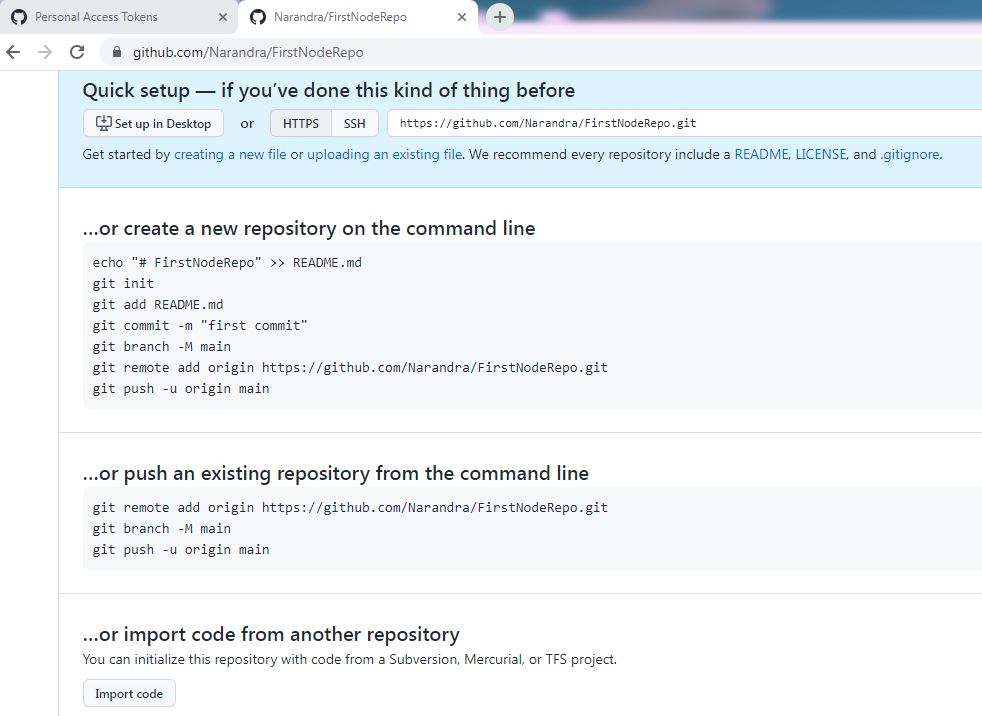 Personal Access Tokens
Narandra/FirstNodeRepo
github.com/Narandra/FirstNodeRepo
Quick setup — if you’ve done this kind of thing before
Set up in Desktop or HTTPS SSH https://github.com/Narandra/FirstNodeRepo.git
Get started by creating a new file or uploading an existing file. We recommend every repository include a README, LICENSE, and .gitignore.
…or create a new repository on the command line
echo "# FirstNodeRepo" >> README.md
git init
git add README.md
git commit -m "first commit"
git branch -M main
git remote add origin https://github.com/Narandra/FirstNodeRepo.git
git push -u origin main
…or push an existing repository from the command line
git remote add origin https://github.com/Narandra/FirstNodeRepo.git
git branch -M main
git push -u origin main
…or import code from another repository
You can initialize this repository with code from a Subversion, Mercurial, or TFS project.
Import code